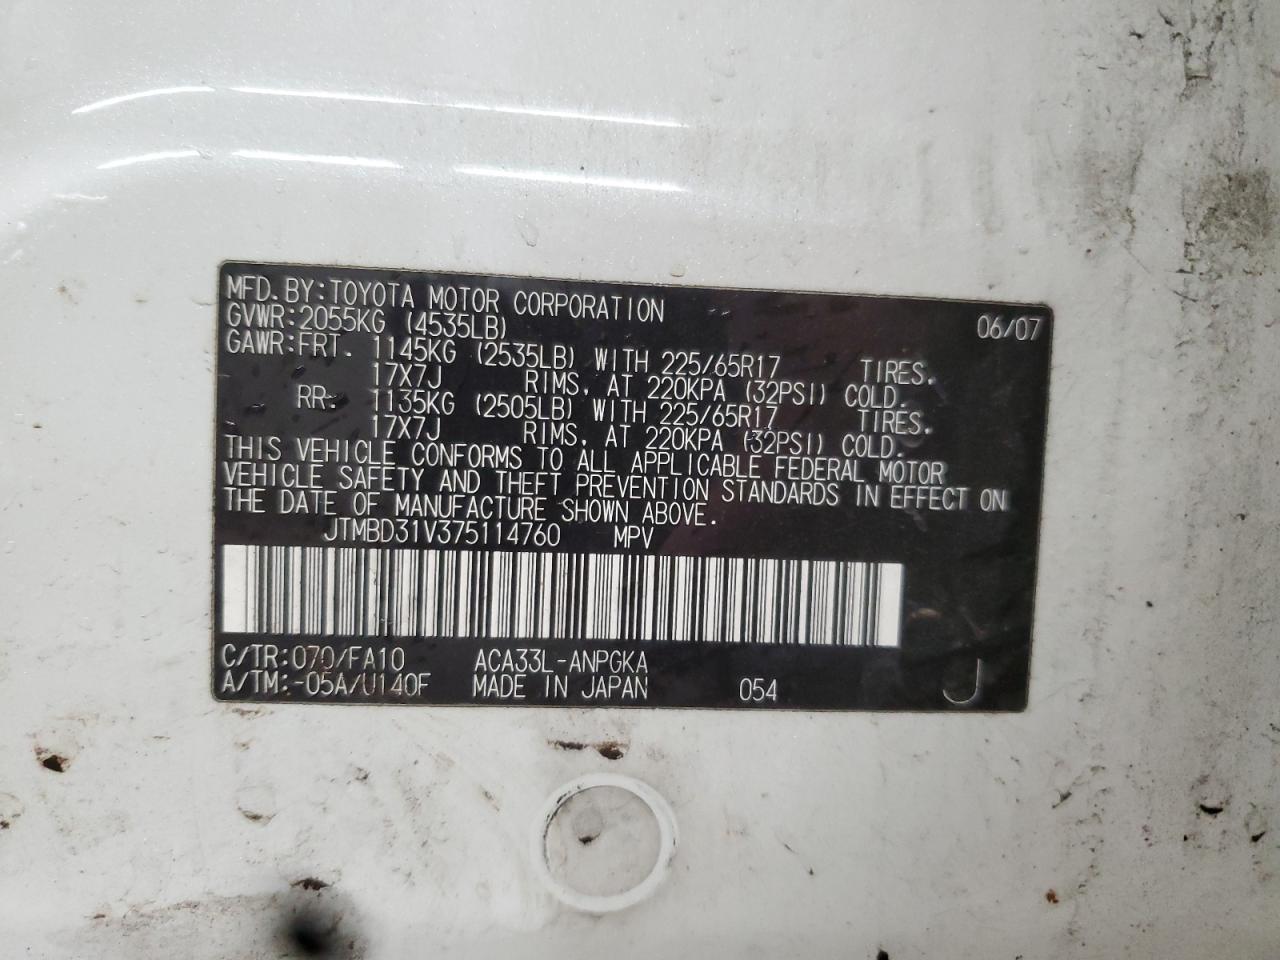 MFD. BY: TOYOTA MOTOR CORPORATION 06/07
GVWR: 2055KG (4535LB)
GAWR: FRT. 1145KG (2535LB) WITH 225/65R17 TIRES.
17X7J RIMS, AT 220KPA (32PSI) COLD.
RR: 1135KG (2505LB) WITH 225/65R17 TIRES.
17X7J RIMS, AT 220KPA (32PSI) COLD.
THIS VEHICLE CONFORMS TO ALL APPLICABLE FEDERAL MOTOR
VEHICLE SAFETY AND THEFT PREVENTION STANDARDS IN EFFECT ON
THE DATE OF MANUFACTURE SHOWN ABOVE.
JTMBD31V375114760 MPV
C/TR: 070/FA10 ACA33L-ANPGKA
A/TM: -05A/U140F MADE IN JAPAN 054 J